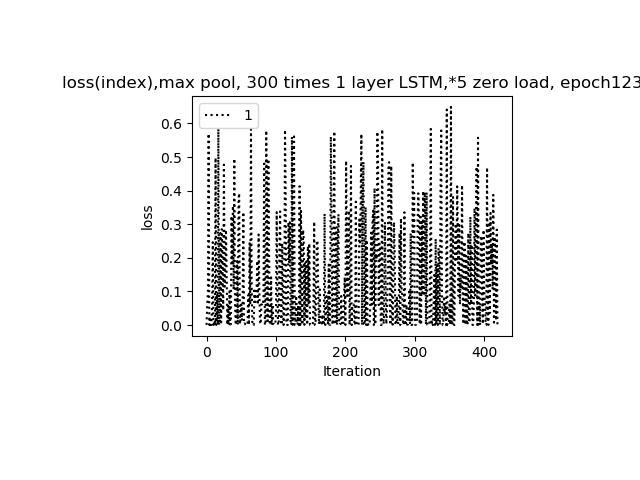 loss(index),max pool, 300 times 1 layer LSTM,*5 zero load, epoch123
1
0.6
0.5
0.4
0.3
0.2
0.1
0.0
loss
0 100 200 300 400
Iteration